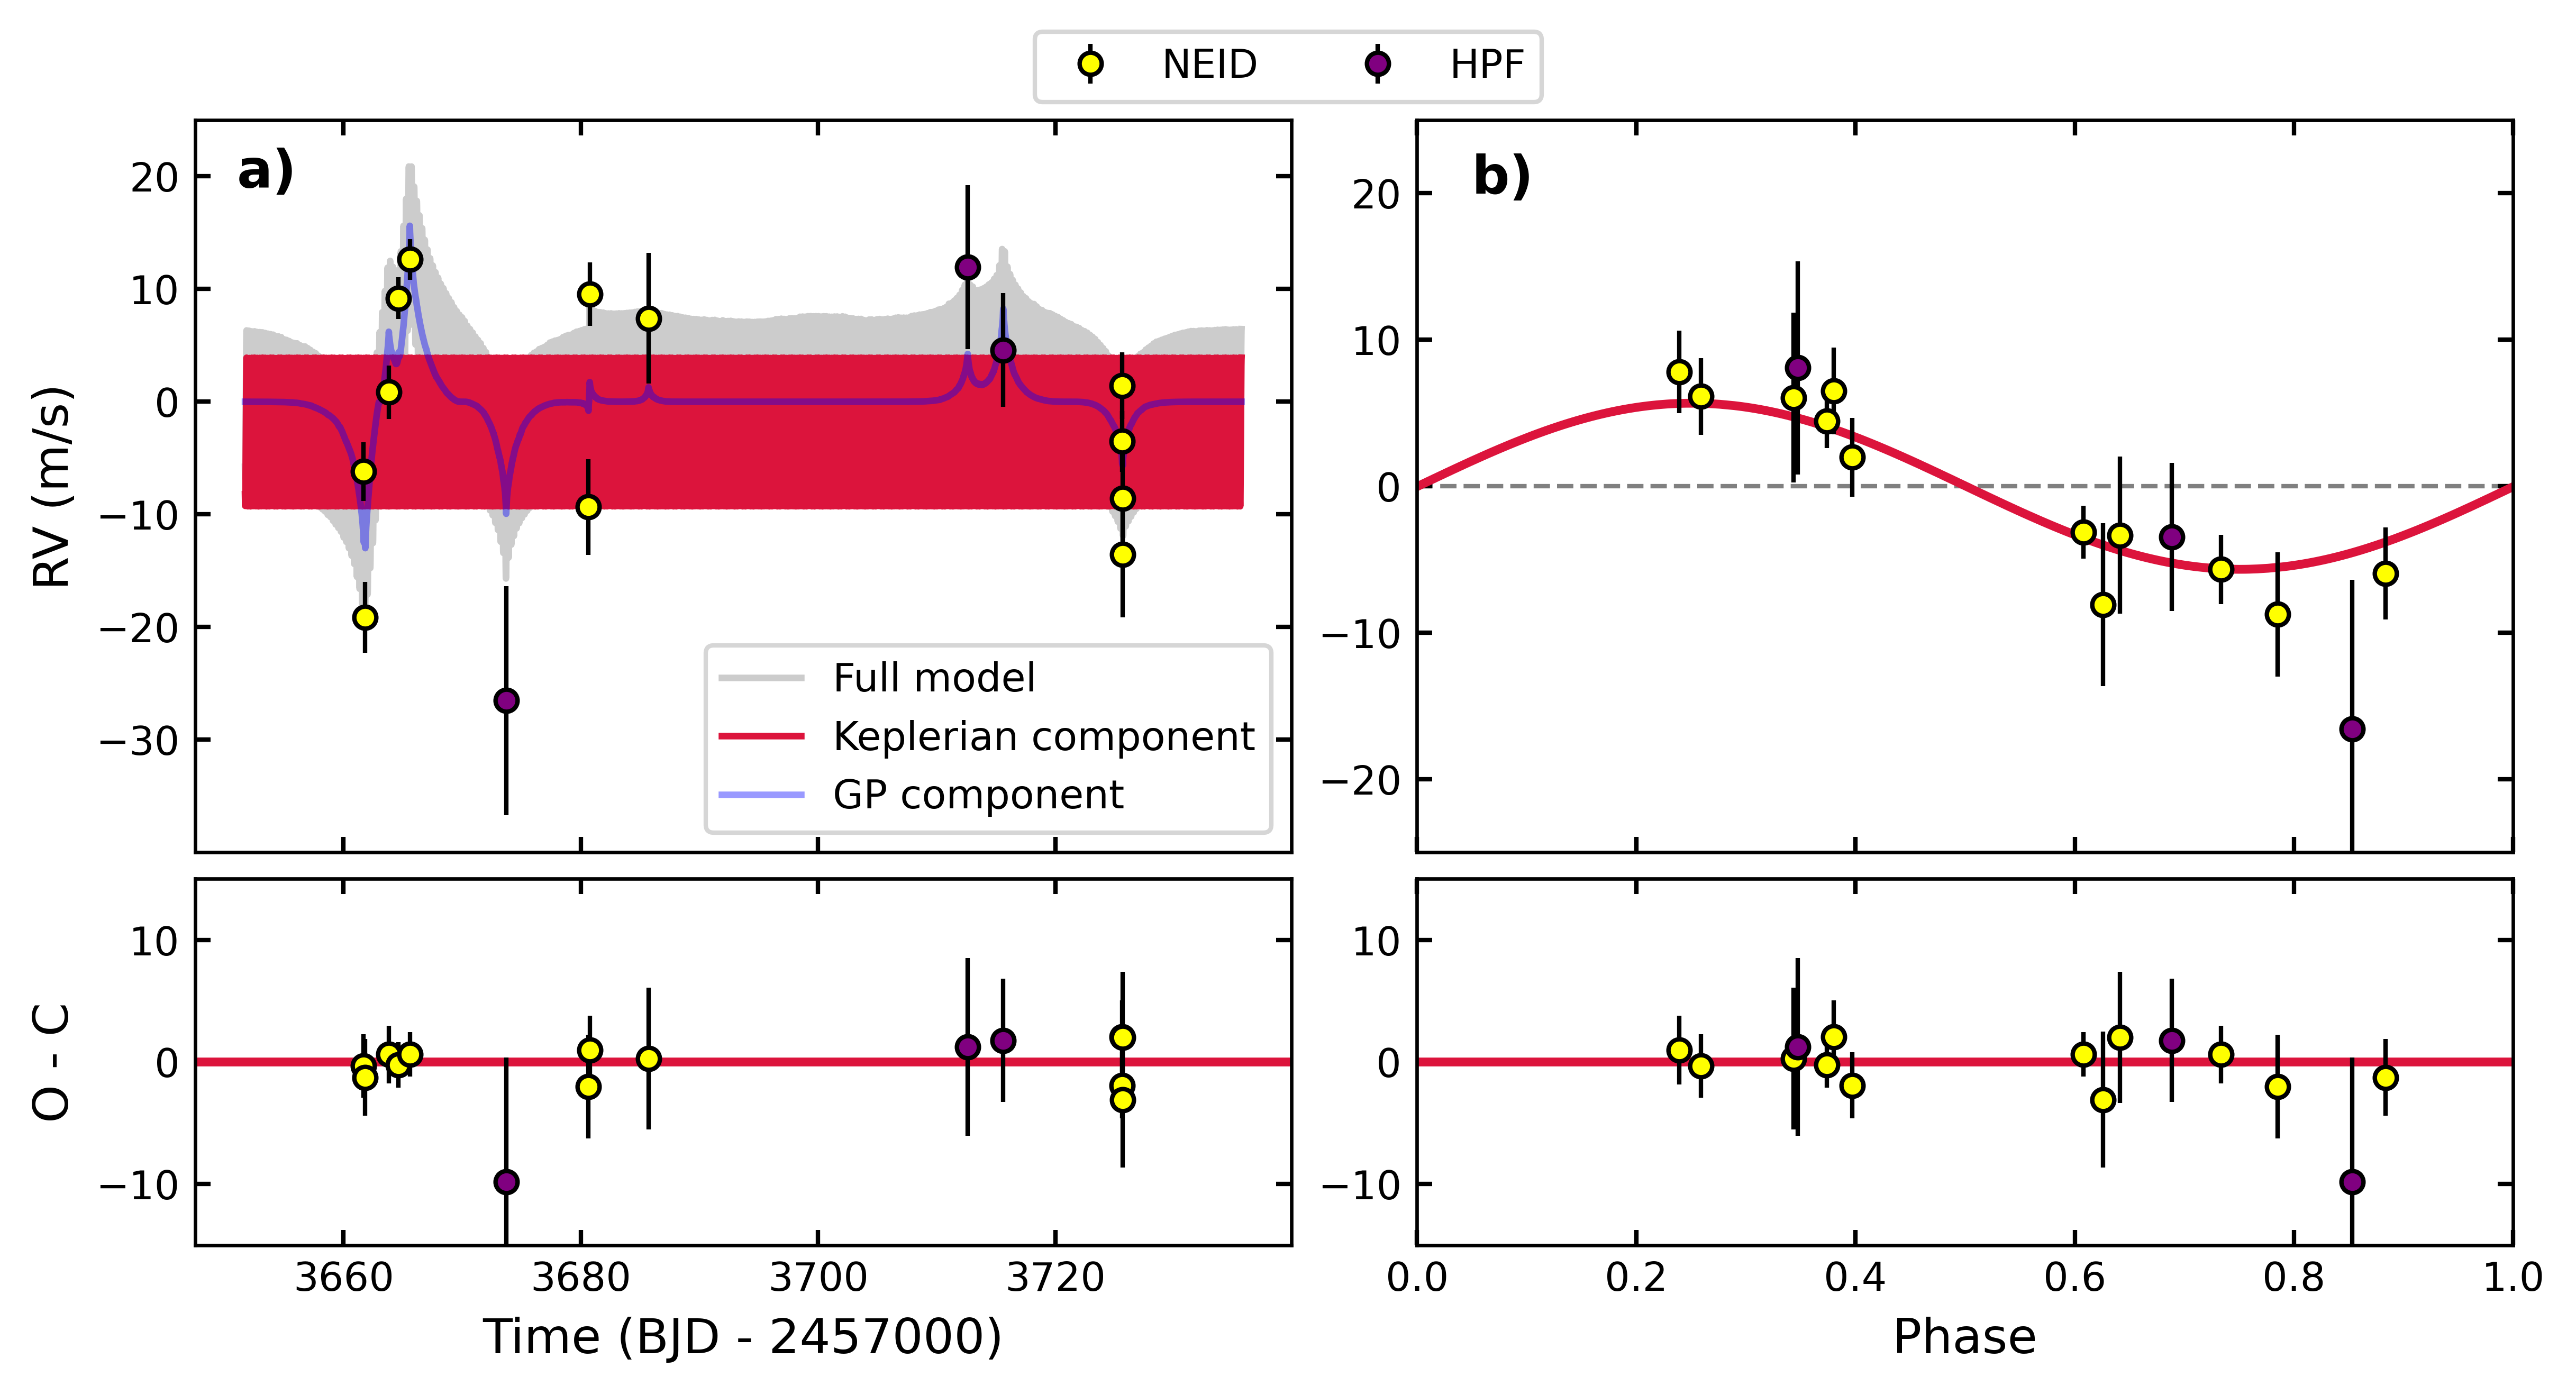 NEID HPF
a)
b)
20
10
0
−10
−20
−30
RV (m/s)
Full model
Keplerian component
GP component
20
10
0
−10
−20
10
0
−10
O - C
3660 3680 3700 3720
Time (BJD - 2457000)
10
0
−10
0.0 0.2 0.4 0.6 0.8 1.0
Phase